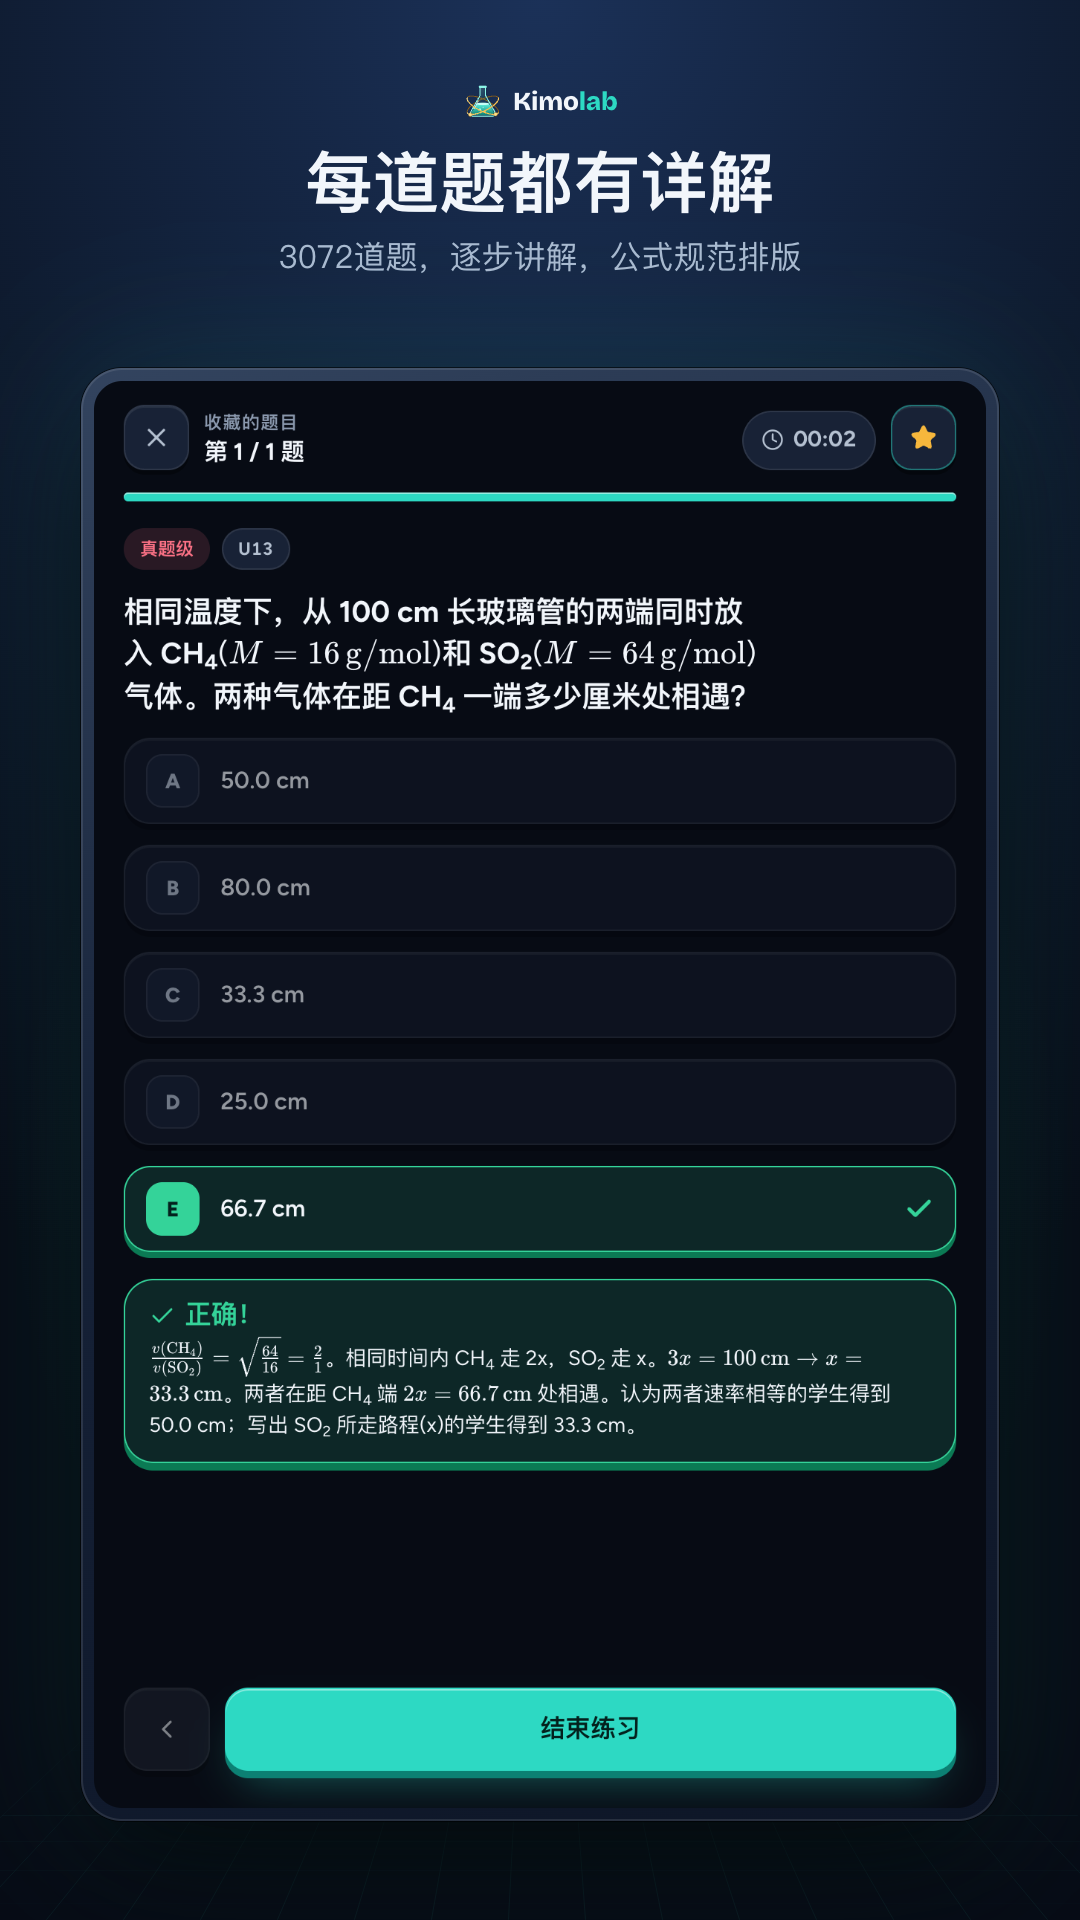 Kimolab
每道题都有详解
3072道题，逐步讲解，公式规范排版
收藏的题目
第 1 / 1 题
00:02
真题级
U13
相同温度下，从 100 cm 长玻璃管的两端同时放
入 CH₄(M = 16 g/mol)和 SO₂(M = 64 g/mol)
气体。两种气体在距 CH₄ 一端多少厘米处相遇?
A 50.0 cm
B 80.0 cm
C 33.3 cm
D 25.0 cm
E 66.7 cm
正确！
v(CH₄)/v(SO₂) = √(64/16) = 2/1。相同时间内 CH₄ 走 2x，SO₂ 走 x。3x = 100 cm → x =
33.3 cm。两者在距 CH₄ 端 2x = 66.7 cm 处相遇。认为两者速率相等的学生得到
50.0 cm；写出 SO₂ 所走路程(x)的学生得到 33.3 cm。
结束练习